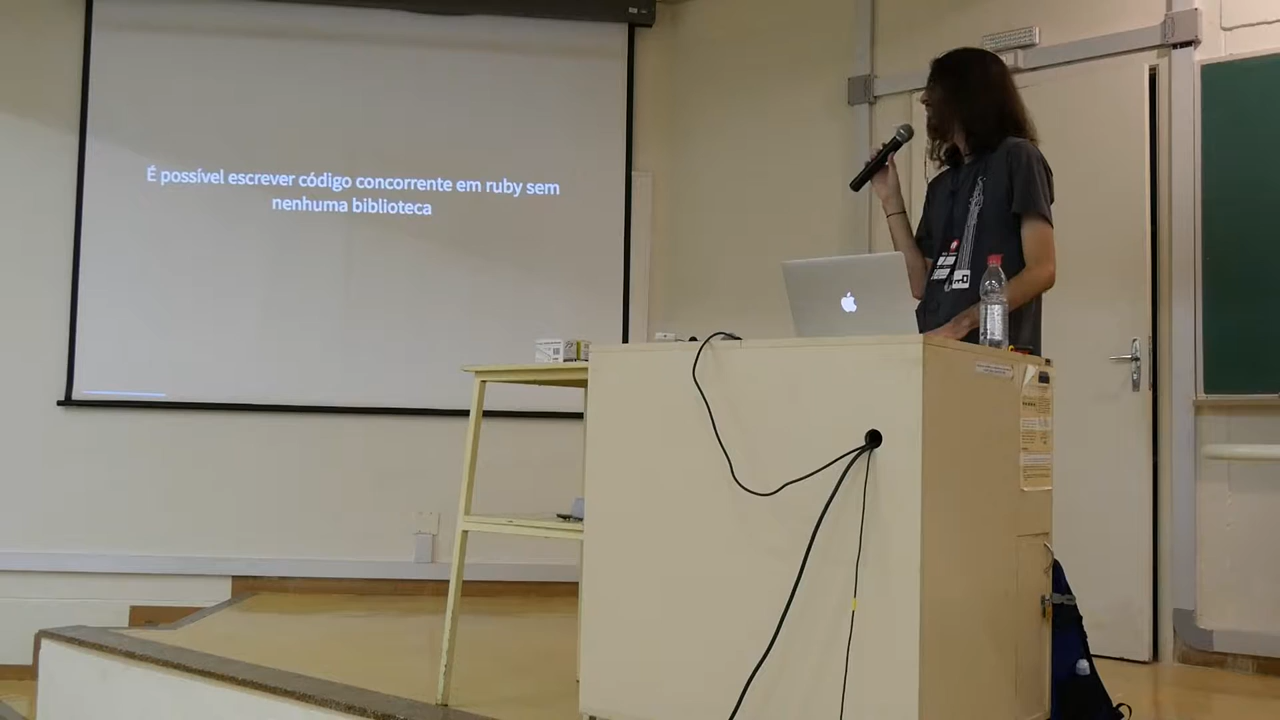 É possível escrever código concorrente em ruby sem
nenhuma biblioteca